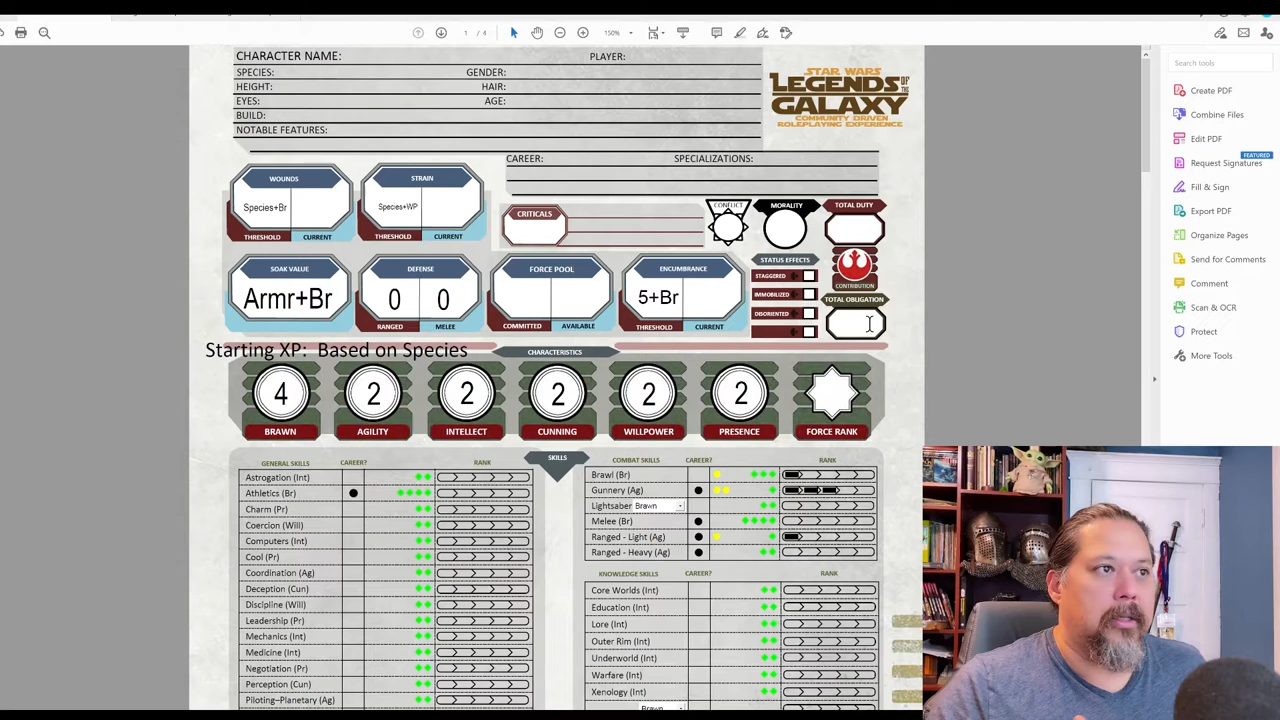 1 / 4
150%
Search tools
CHARACTER NAME:
PLAYER:
SPECIES:
GENDER:
HEIGHT:
HAIR:
EYES:
AGE:
BUILD:
NOTABLE FEATURES:
STAR WARS
LEGENDS OF THE
GALAXY
COMMUNITY DRIVEN
ROLEPLAYING EXPERIENCE
CAREER:
SPECIALIZATIONS:
WOUNDS
Species+Br
THRESHOLD
CURRENT
STRAIN
Species+WP
THRESHOLD
CURRENT
CRITICALS
CONFLICT
MORALITY
TOTAL DUTY
SOAK VALUE
Armr+Br
DEFENSE
0 0
RANGED
MELEE
FORCE POOL
COMMITTED
AVAILABLE
ENCUMBRANCE
5+Br
THRESHOLD
CURRENT
STATUS EFFECTS
STAGGERED
IMMOBILIZED
DISORIENTED
CONTRIBUTION
TOTAL OBLIGATION
Starting XP: Based on Species
CHARACTERISTICS
4 2 2 2 2 2
BRAWN
AGILITY
INTELLECT
CUNNING
WILLPOWER
PRESENCE
FORCE RANK
SKILLS
GENERAL SKILLS
CAREER?
RANK
Astrogation (Int)
Athletics (Br)
Charm (Pr)
Coercion (Will)
Computers (Int)
Cool (Pr)
Coordination (Ag)
Deception (Cun)
Discipline (Will)
Leadership (Pr)
Mechanics (Int)
Medicine (Int)
Negotiation (Pr)
Perception (Cun)
Piloting–Planetary (Ag)
COMBAT SKILLS
CAREER?
RANK
Brawl (Br)
Gunnery (Ag)
Lightsaber Brawn
Melee (Br)
Ranged - Light (Ag)
Ranged - Heavy (Ag)
KNOWLEDGE SKILLS
CAREER?
RANK
Core Worlds (Int)
Education (Int)
Lore (Int)
Outer Rim (Int)
Underworld (Int)
Warfare (Int)
Xenology (Int)
Brawn
Create PDF
Combine Files
Edit PDF
FEATURED
Request Signatures
Fill & Sign
Export PDF
Organize Pages
Send for Comments
Comment
Scan & OCR
Protect
More Tools